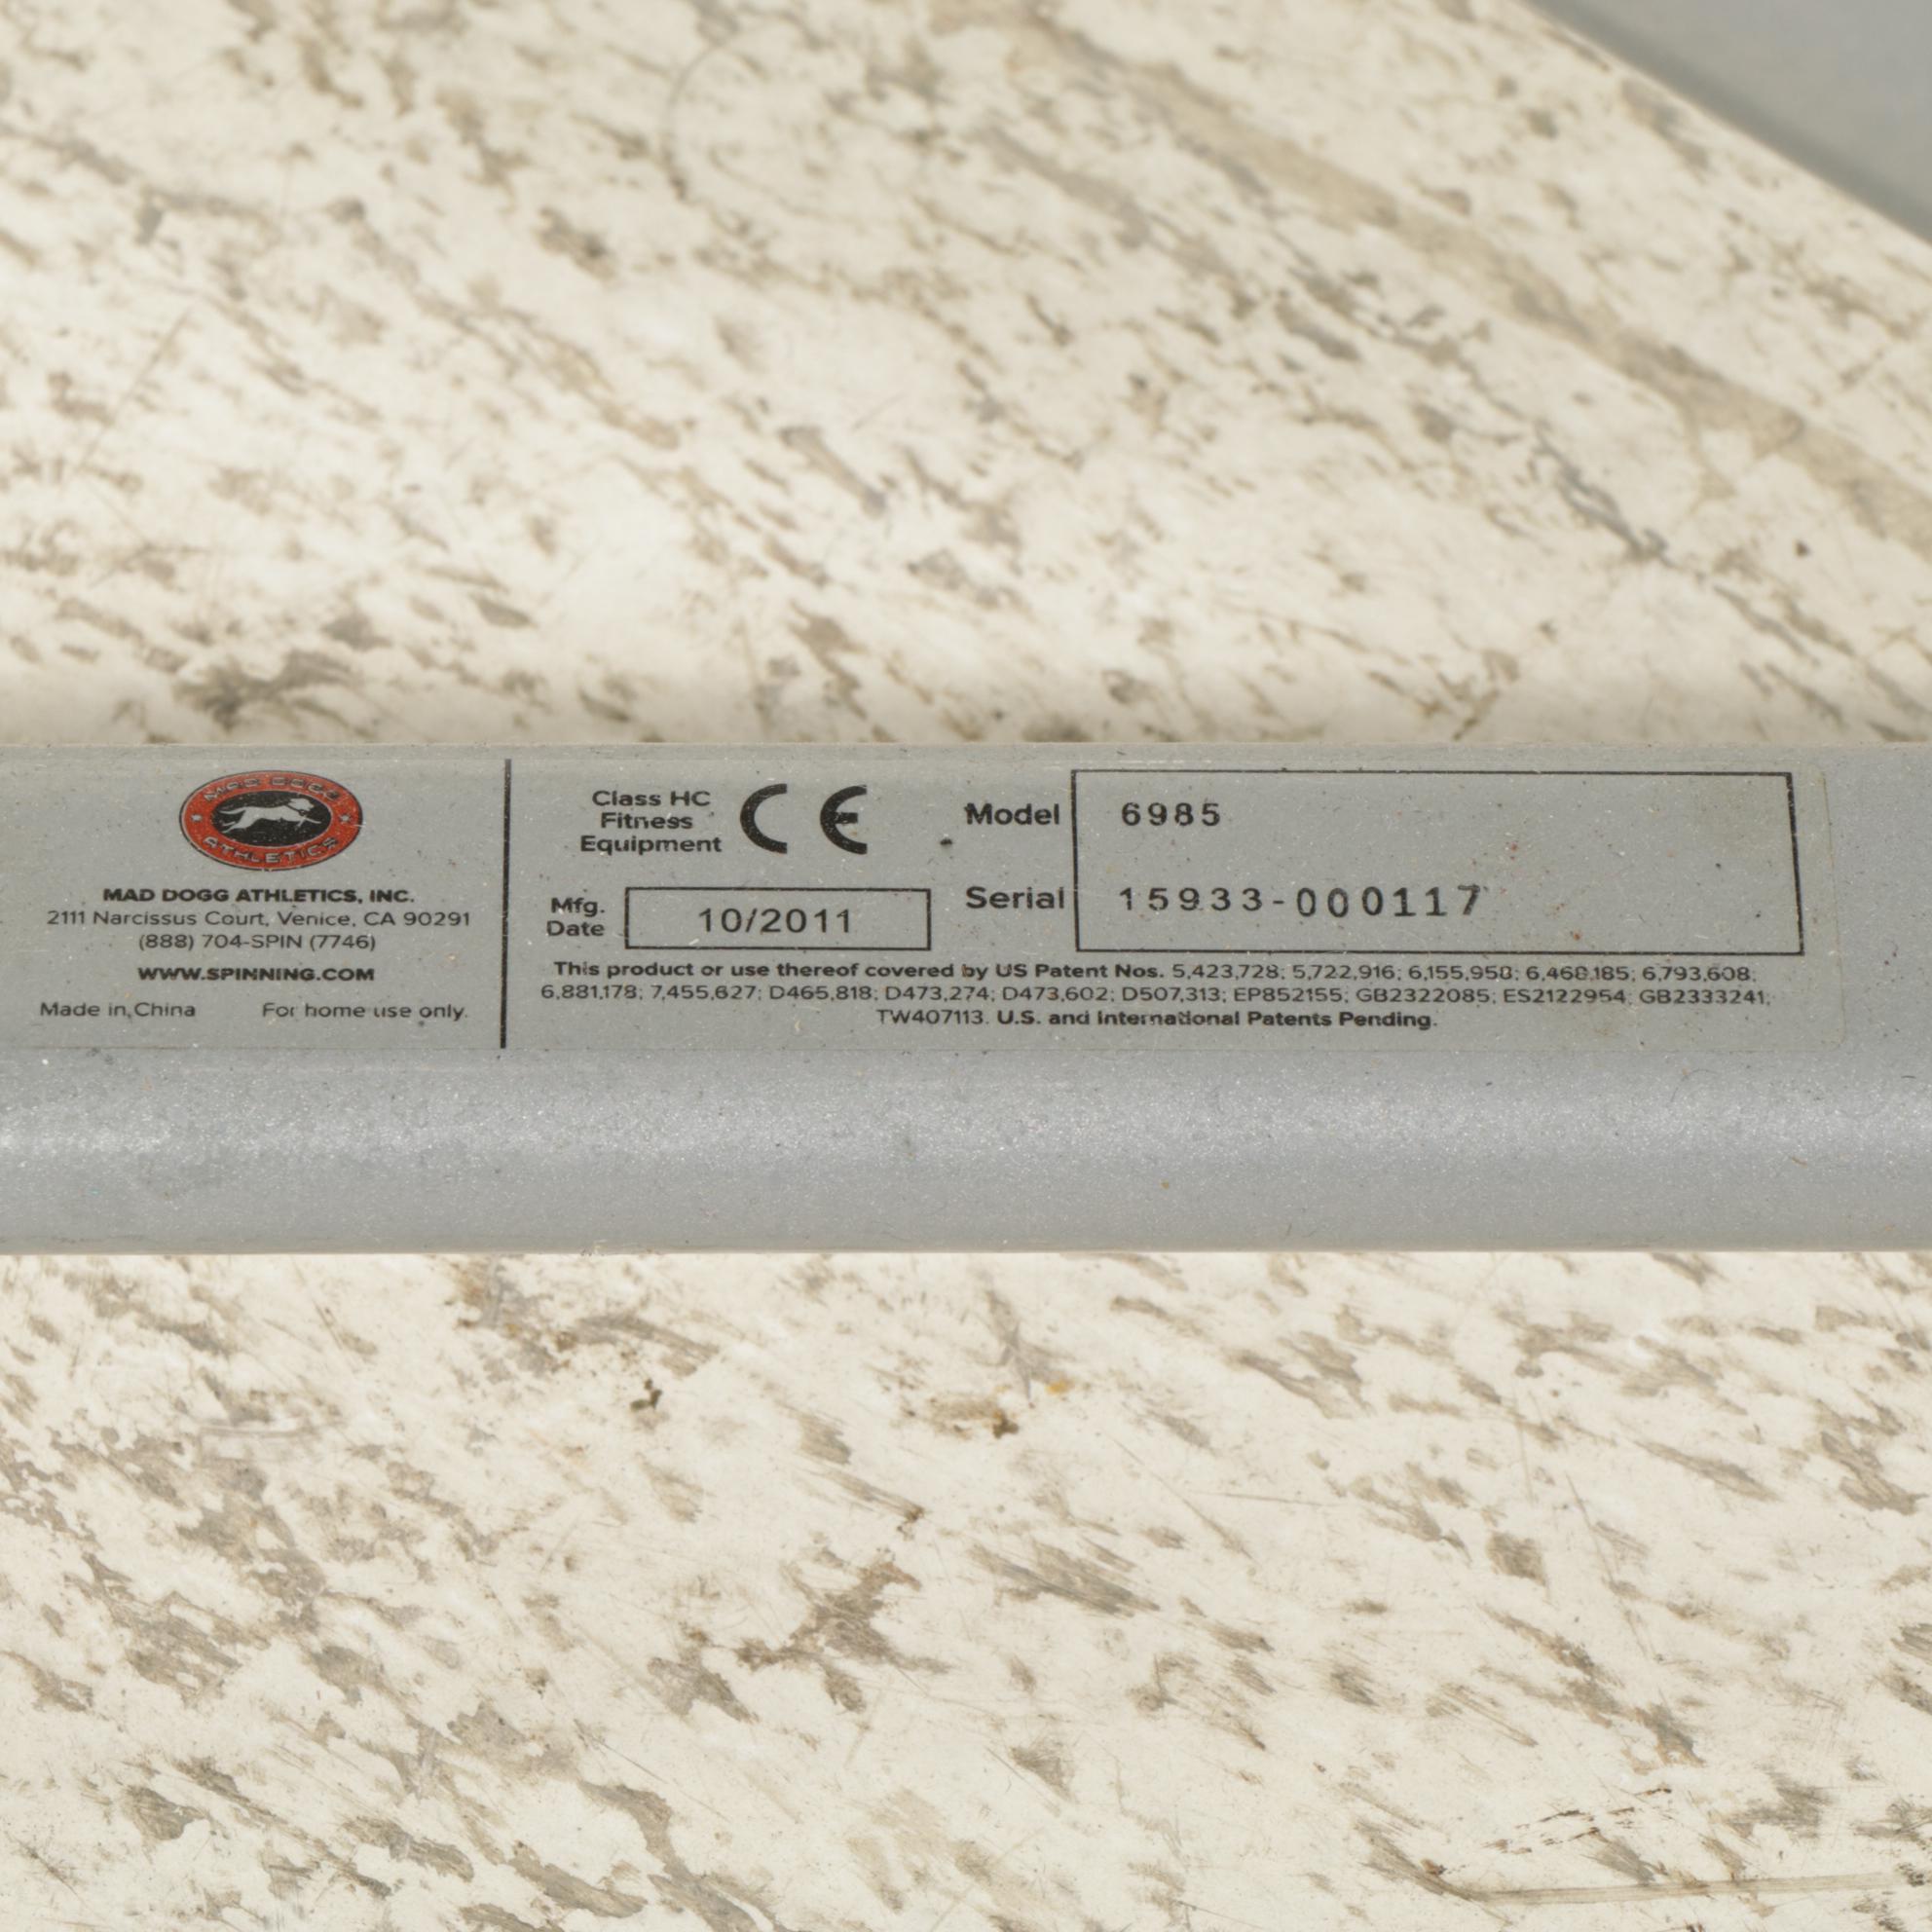 MAD DOGG
ATHLETICS
MAD DOGG ATHLETICS, INC.
2111 Narcissus Court, Venice, CA 90291
(888) 704-SPIN (7746)
WWW.SPINNING.COM
Made in China For home use only.
Class HC
Fitness
Equipment
CE
Mfg.
Date
10/2011
Model 6985
Serial 15933-000117
This product or use thereof covered by US Patent Nos. 5,423,728; 5,722,916; 6,155,958; 6,468,185; 6,793,608;
6,881,178; 7,455,627; D465,818; D473,274; D473,602; D507,313; EP852155; GB2322085; ES2122954; GB2333241;
TW407113. U.S. and International Patents Pending.